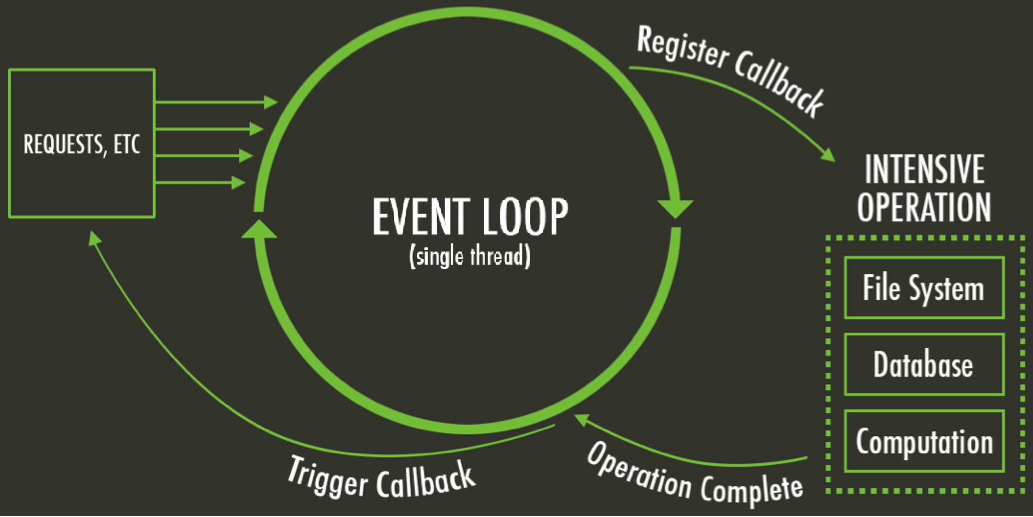 REQUESTS, ETC
EVENT LOOP
(single thread)
Register Callback
INTENSIVE
OPERATION
File System
Database
Computation
Operation Complete
Trigger Callback